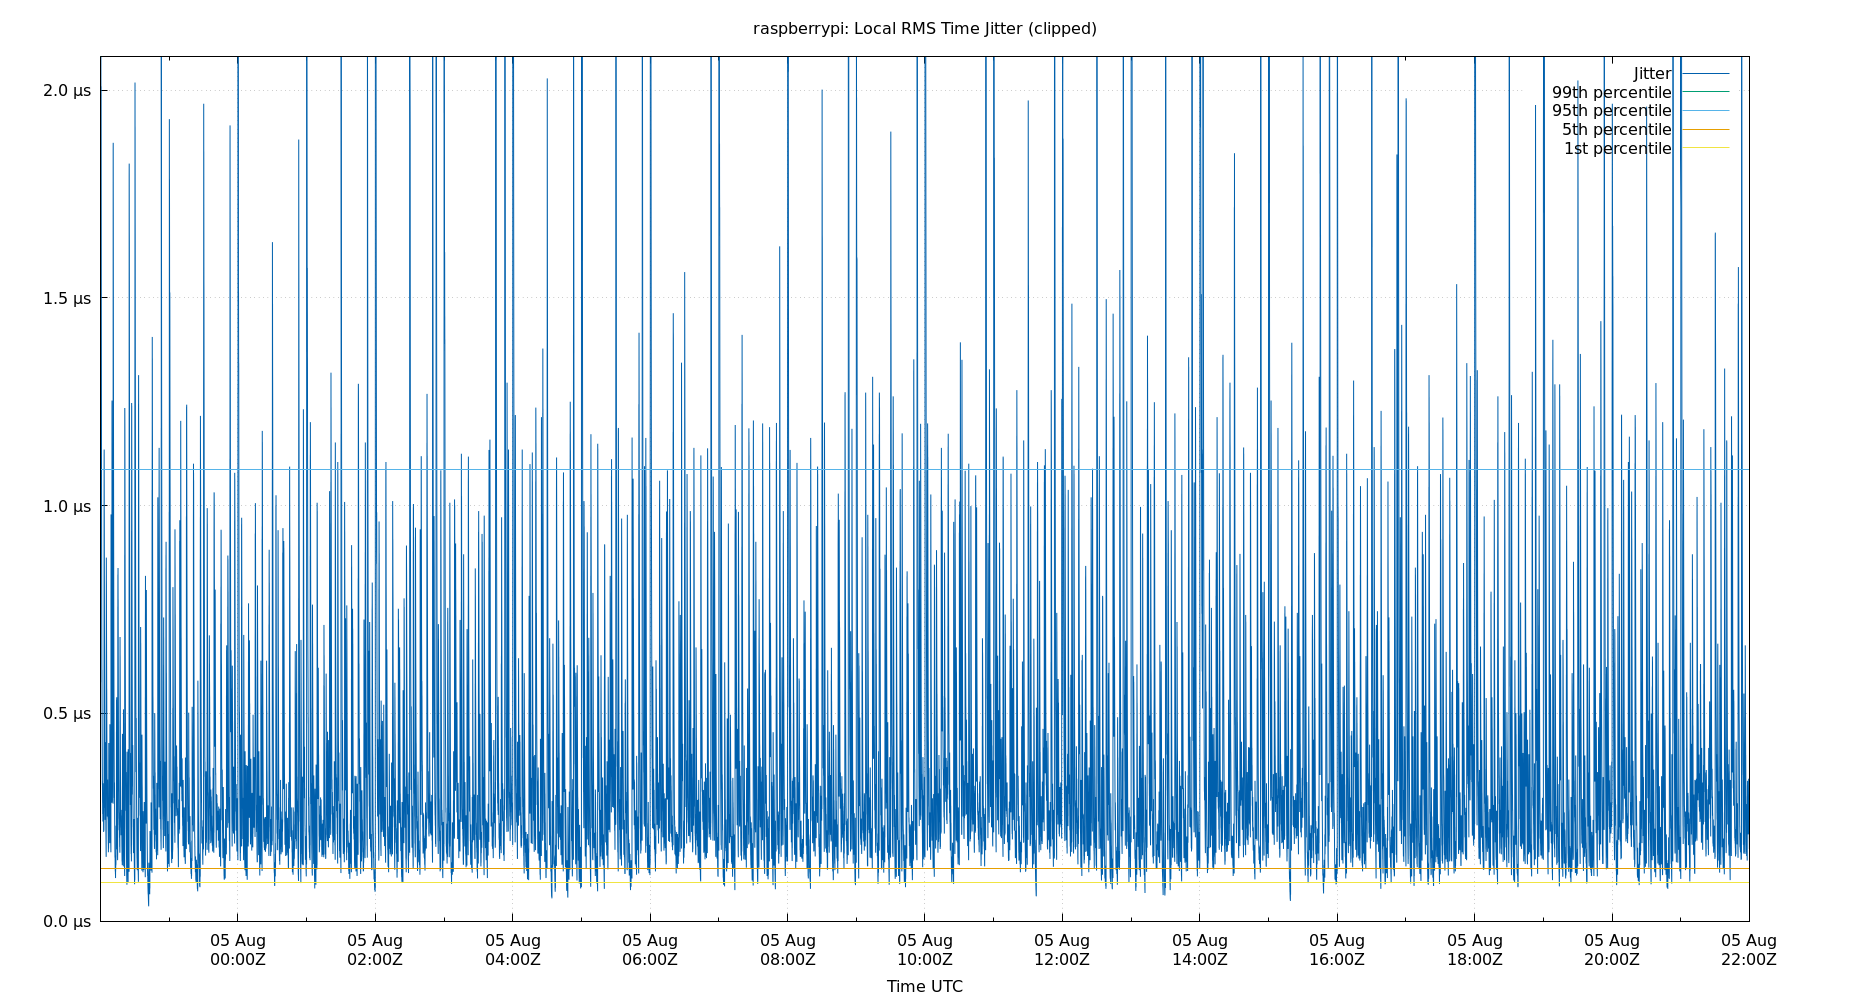 raspberrypi: Local RMS Time Jitter (clipped)
Jitter
99th percentile
95th percentile
5th percentile
1st percentile
2.0 µs
1.5 µs
1.0 µs
0.5 µs
0.0 µs
05 Aug 05 Aug 05 Aug 05 Aug 05 Aug 05 Aug 05 Aug 05 Aug 05 Aug 05 Aug 05 Aug 05 Aug
00:00Z 02:00Z 04:00Z 06:00Z 08:00Z 10:00Z 12:00Z 14:00Z 16:00Z 18:00Z 20:00Z 22:00Z
Time UTC